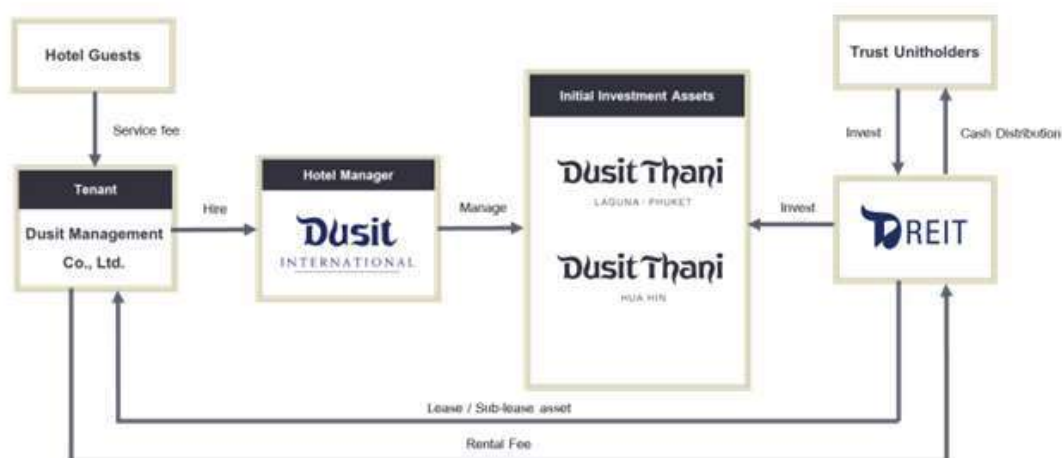 Hotel Guests
Trust Unitholders
Initial Investment Assets
Service fee
Invest
Cash Distribution
Tenant
Hotel Manager
Dusit Thani
LAGUNA · PHUKET
Hire
Manage
Invest
Dusit Management
Co., Ltd.
Dusit
INTERNATIONAL
DREIT
Dusit Thani
HUA HIN
Lease / Sub-lease asset
Rental Fee